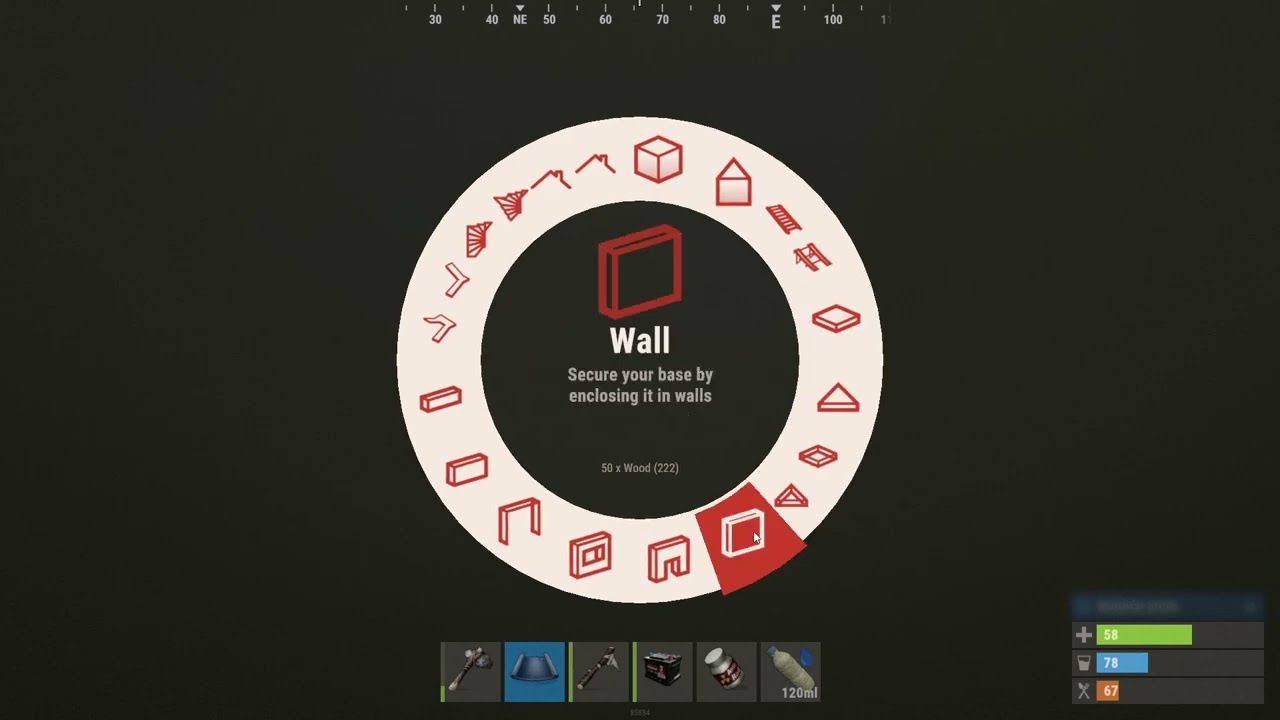 30 40 NE 50 60 70 80 E 100
Wall
Secure your base by
enclosing it in walls
50 x Wood (222)
58
78
67
120ml